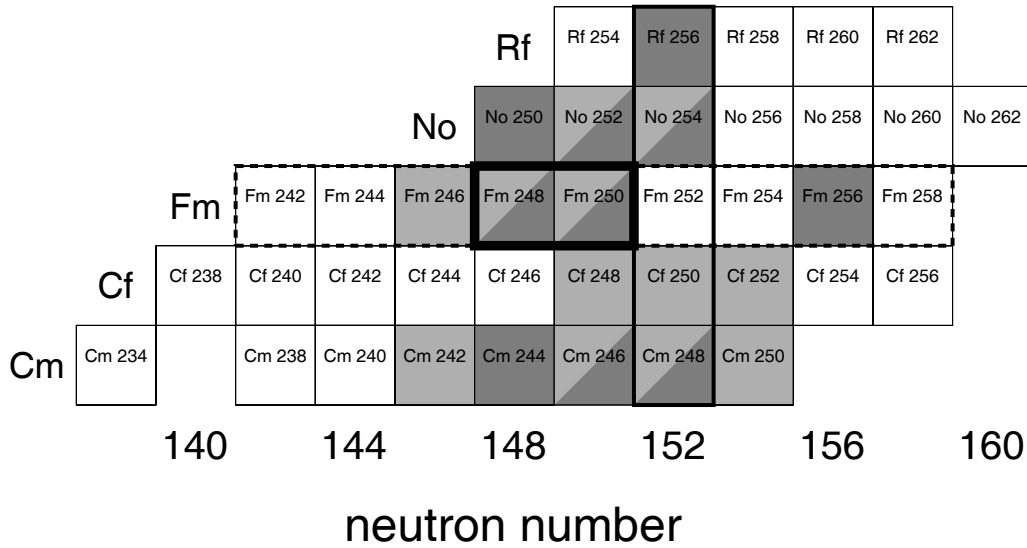 Rf Rf 254 Rf 256 Rf 258 Rf 260 Rf 262
No No 250 No 252 No 254 No 256 No 258 No 260 No 262
Fm Fm 242 Fm 244 Fm 246 Fm 248 Fm 250 Fm 252 Fm 254 Fm 256 Fm 258
Cf Cf 238 Cf 240 Cf 242 Cf 244 Cf 246 Cf 248 Cf 250 Cf 252 Cf 254 Cf 256
Cm Cm 234 Cm 238 Cm 240 Cm 242 Cm 244 Cm 246 Cm 248 Cm 250
140 144 148 152 156 160
neutron number